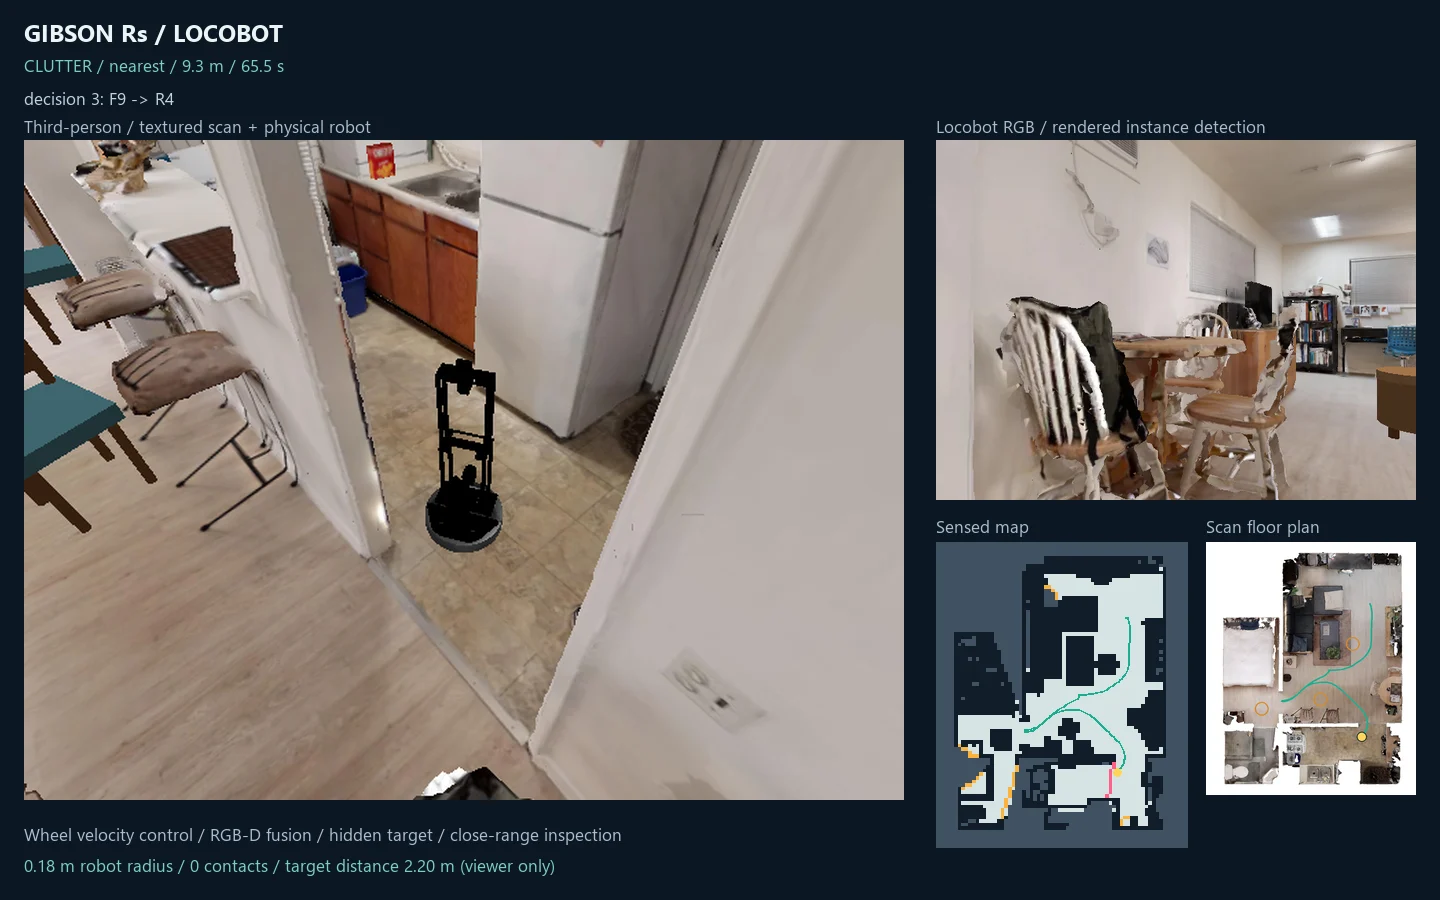 GIBSON Rs / LOCOBOT
CLUTTER / nearest / 9.3 m / 65.5 s
decision 3: F9 -> R4
Third-person / textured scan + physical robot
Locobot RGB / rendered instance detection
Sensed map
Scan floor plan
Wheel velocity control / RGB-D fusion / hidden target / close-range inspection
0.18 m robot radius / 0 contacts / target distance 2.20 m (viewer only)